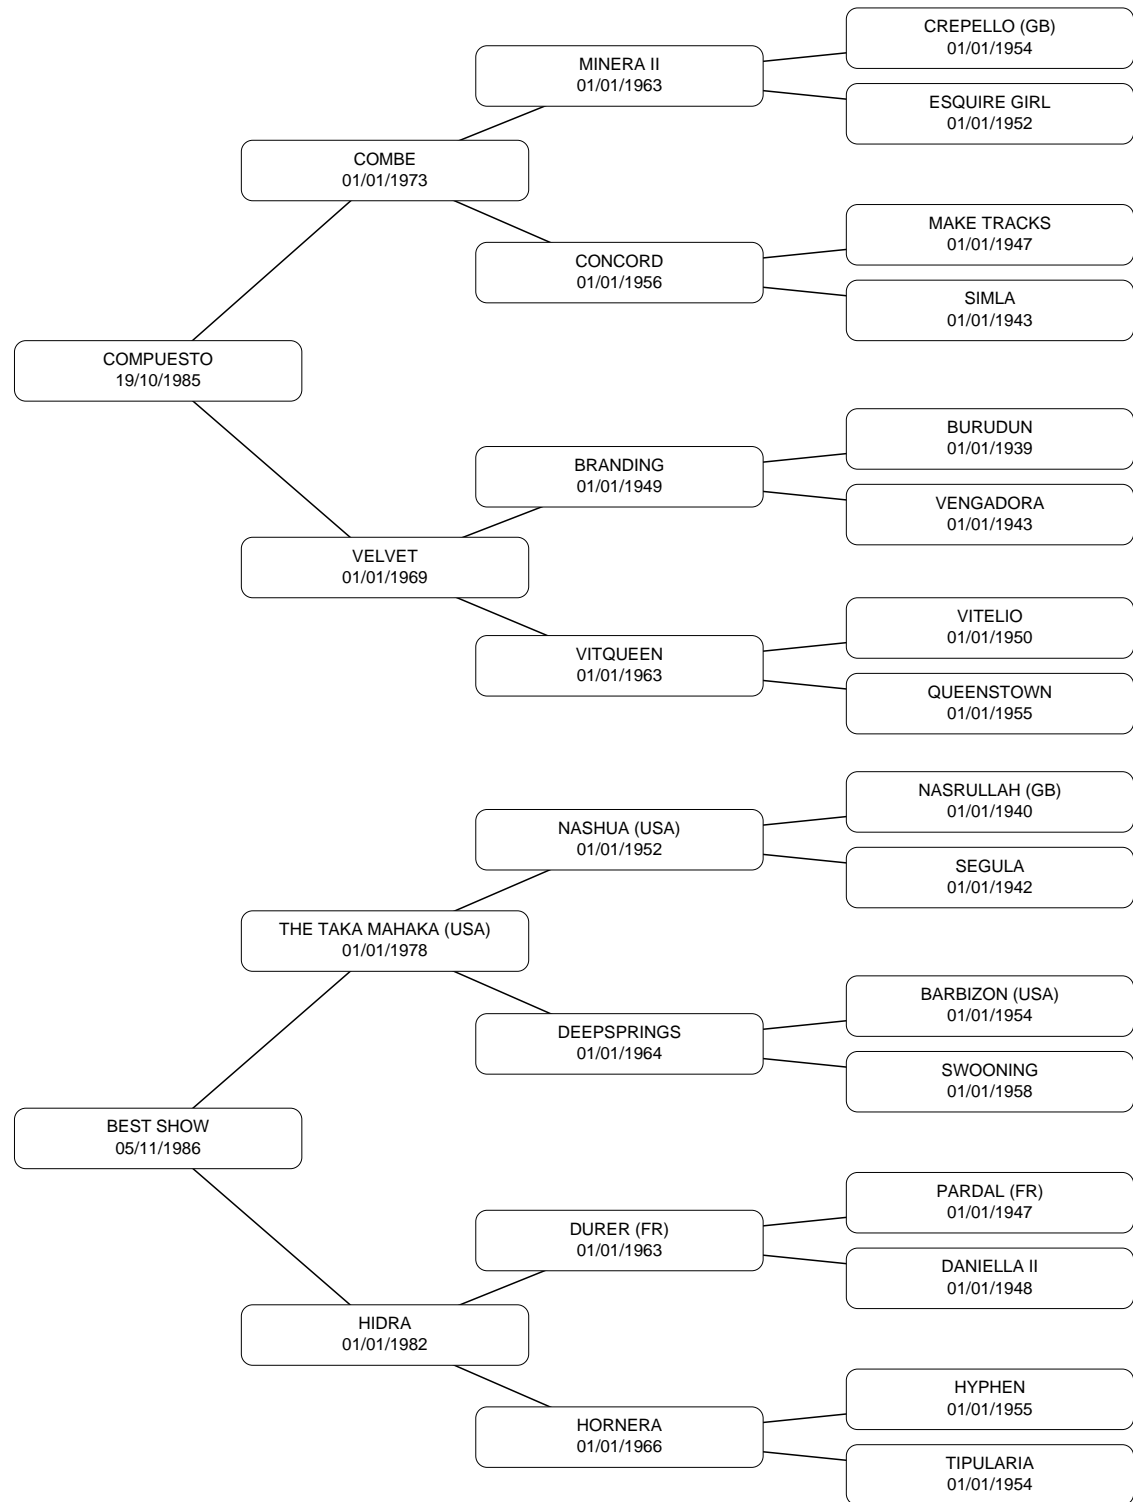 CREPELLO (GB)
01/01/1954
MINERA II
01/01/1963
ESQUIRE GIRL
01/01/1952
COMBE
01/01/1973
MAKE TRACKS
01/01/1947
CONCORD
01/01/1956
SIMLA
01/01/1943
COMPUESTO
19/10/1985
BURUDUN
01/01/1939
BRANDING
01/01/1949
VENGADORA
01/01/1943
VELVET
01/01/1969
VITELIO
01/01/1950
VITQUEEN
01/01/1963
QUEENSTOWN
01/01/1955
NASRULLAH (GB)
01/01/1940
NASHUA (USA)
01/01/1952
SEGULA
01/01/1942
THE TAKA MAHAKA (USA)
01/01/1978
BARBIZON (USA)
01/01/1954
DEEPSPRINGS
01/01/1964
SWOONING
01/01/1958
BEST SHOW
05/11/1986
PARDAL (FR)
01/01/1947
DURER (FR)
01/01/1963
DANIELLA II
01/01/1948
HIDRA
01/01/1982
HYPHEN
01/01/1955
HORNERA
01/01/1966
TIPULARIA
01/01/1954